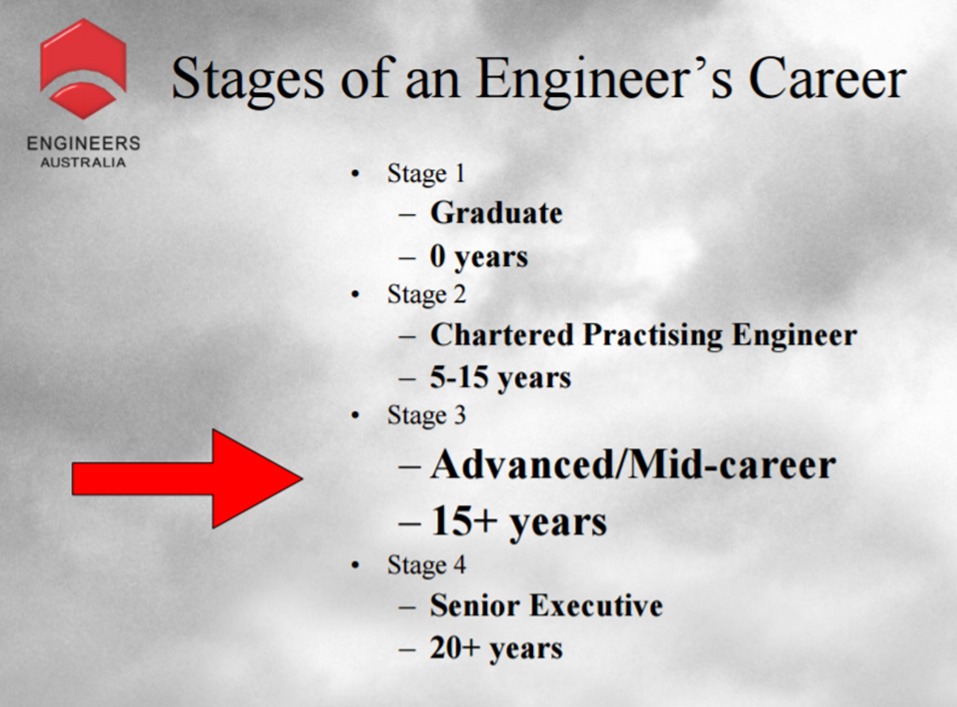 ENGINEERS
AUSTRALIA
Stages of an Engineer's Career
• Stage 1
– Graduate
– 0 years
• Stage 2
– Chartered Practising Engineer
– 5-15 years
• Stage 3
– Advanced/Mid-career
– 15+ years
• Stage 4
– Senior Executive
– 20+ years